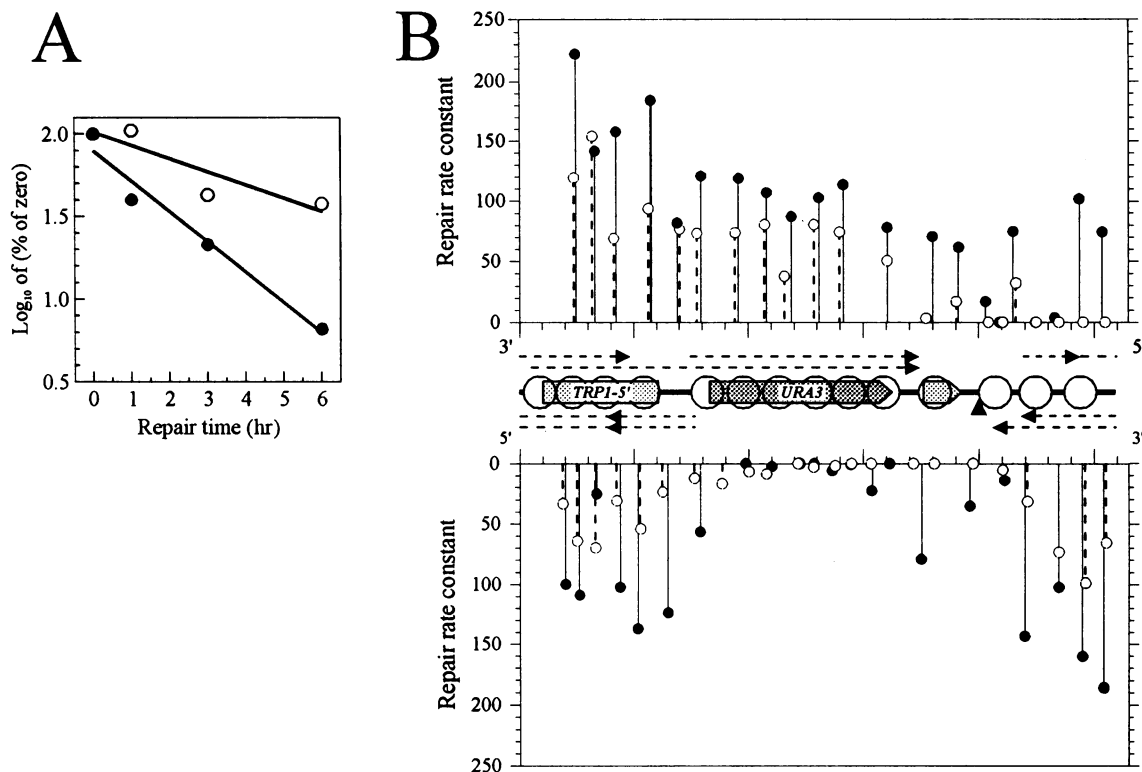 A
B
Log₁₀ of (% of zero)
2.0
1.5
1.0
0.5
0 1 2 3 4 5 6
Repair time (hr)
Repair rate constant
250
200
150
100
50
0
3'
5'
TRP1-5'
URA3
5'
3'
Repair rate constant
0
50
100
150
200
250